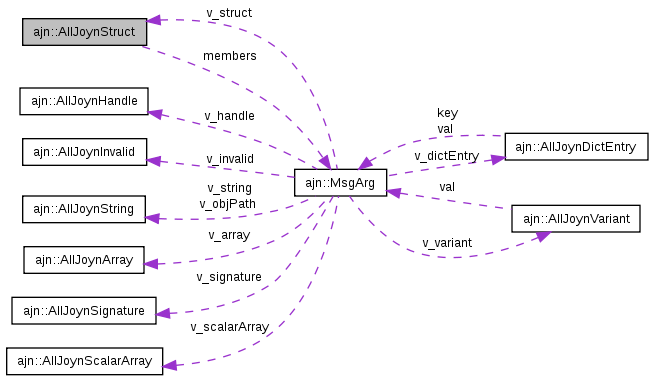 v_struct
ajn::AllJoynStruct
members
ajn::AllJoynHandle
v_handle
key
val
ajn::AllJoynInvalid
v_invalid
v_dictEntry
ajn::AllJoynDictEntry
ajn::MsgArg
v_string
v_objPath
val
ajn::AllJoynString
ajn::AllJoynVariant
v_array
v_variant
ajn::AllJoynArray
v_signature
ajn::AllJoynSignature
v_scalarArray
ajn::AllJoynScalarArray